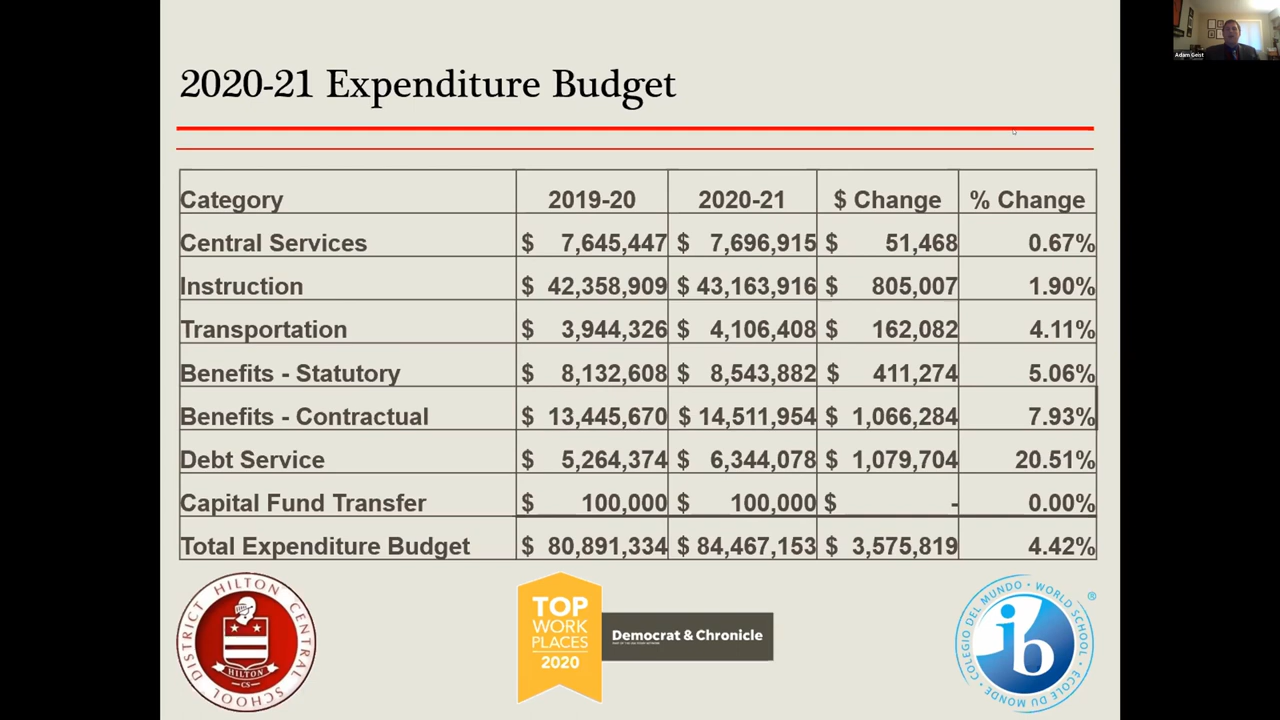 Adam Geist
2020-21 Expenditure Budget
Category 2019-20 2020-21 $ Change % Change
Central Services $ 7,645,447 $ 7,696,915 $ 51,468 0.67%
Instruction $ 42,358,909 $ 43,163,916 $ 805,007 1.90%
Transportation $ 3,944,326 $ 4,106,408 $ 162,082 4.11%
Benefits - Statutory $ 8,132,608 $ 8,543,882 $ 411,274 5.06%
Benefits - Contractual $ 13,445,670 $ 14,511,954 $ 1,066,284 7.93%
Debt Service $ 5,264,374 $ 6,344,078 $ 1,079,704 20.51%
Capital Fund Transfer $ 100,000 $ 100,000 $ - 0.00%
Total Expenditure Budget $ 80,891,334 $ 84,467,153 $ 3,575,819 4.42%
HILTON CENTRAL SCHOOL DISTRICT
HILTON
CS
TOP
WORK
PLACES
2020
Democrat & Chronicle
COLEGIO DEL MUNDO • WORLD SCHOOL • ÉCOLE DU MONDE •
ib
®